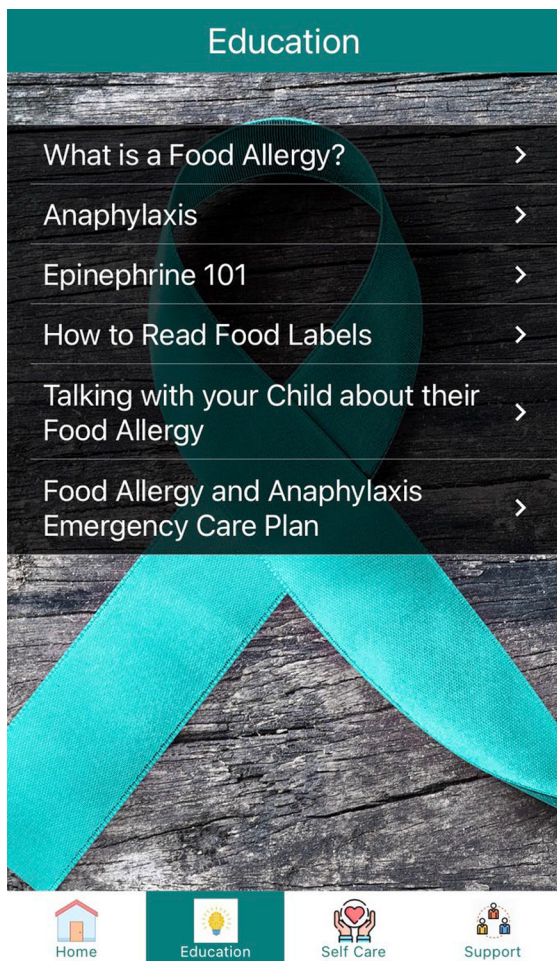 Education
What is a Food Allergy?
Anaphylaxis
Epinephrine 101
How to Read Food Labels
Talking with your Child about their
Food Allergy
Food Allergy and Anaphylaxis
Emergency Care Plan
Home
Education
Self Care
Support